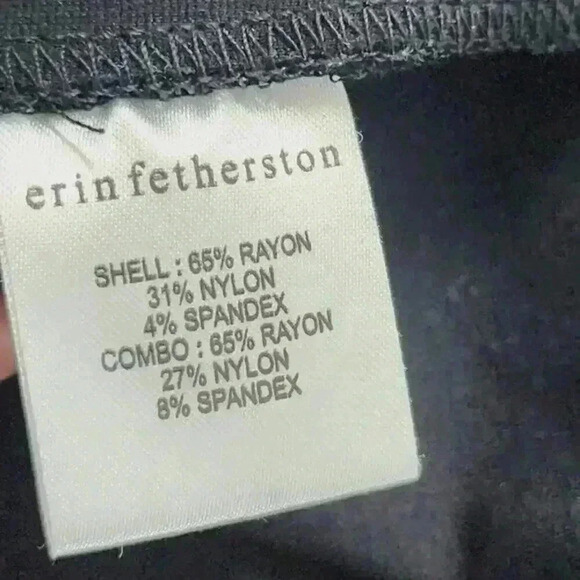 erin fetherston
SHELL : 65% RAYON
31% NYLON
4% SPANDEX
COMBO : 65% RAYON
27% NYLON
8% SPANDEX